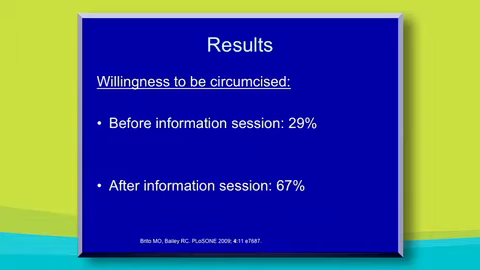 Results
Willingness to be circumcised:
• Before information session: 29%
• After information session: 67%
Brito MO, Bailey RC. PLoSONE 2009; 4:11 e7687.